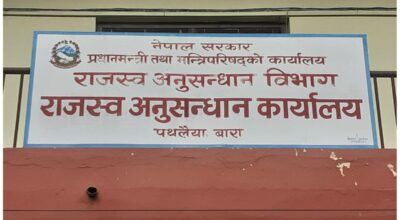 नेपाल सरकार
प्रधानमन्त्री तथा मन्त्रिपरिषद्को कार्यालय
राजस्व अनुसन्धान विभाग
राजस्व अनुसन्धान कार्यालय
पथलैया बारा